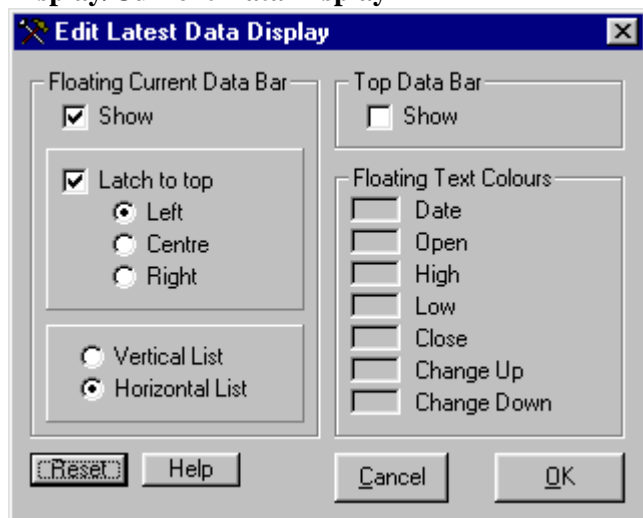 Edit Latest Data Display
Floating Current Data Bar
Show
Latch to top
Left
Centre
Right
Vertical List
Horizontal List
Top Data Bar
Show
Floating Text Colours
Date
Open
High
Low
Close
Change Up
Change Down
Reset
Help
Cancel
OK